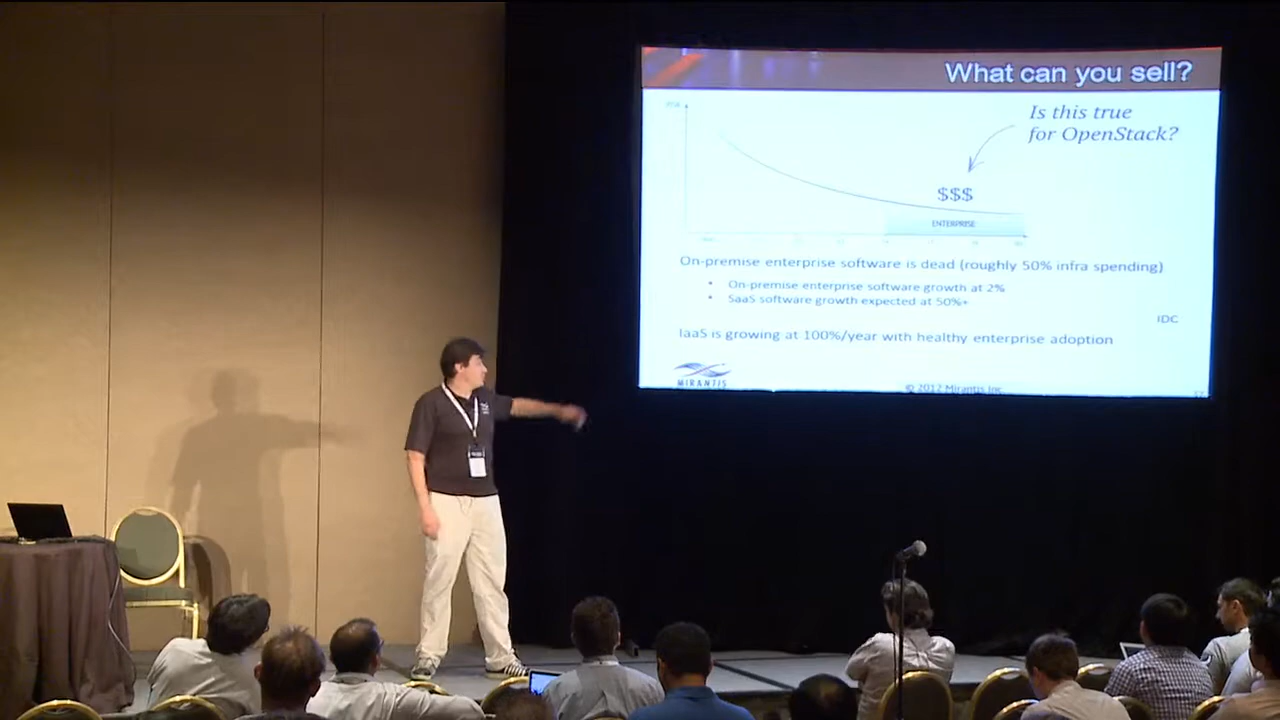 What can you sell?
Is this true
for OpenStack?
$$$
ENTERPRISE
On-premise enterprise software is dead (roughly 50% infra spending)
• On-premise enterprise software growth at 2%
• SaaS software growth expected at 50%+
IDC
IaaS is growing at 100%/year with healthy enterprise adoption
MIRANTIS
© 2012 Mirantis Inc.